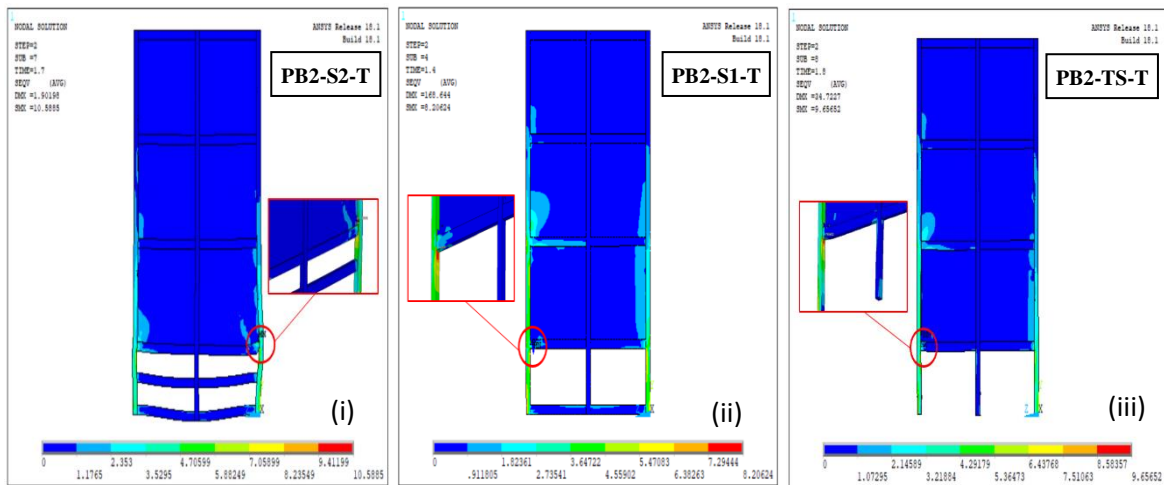 1
NODAL SOLUTION
STEP=2
SUB =7
TIME=1.7
SEQV (AVG)
DMX =1.90198
SMX =10.5885
ANSYS Release 18.1
Build 18.1
PB2-S2-T
X
(i)
0 2.353 4.70599 7.05899 9.41199
1.1765 3.5295 5.88249 8.23549 10.5885
1
NODAL SOLUTION
STEP=2
SUB =4
TIME=1.4
SEQV (AVG)
DMX =168.644
SMX =8.20624
ANSYS Release 18.1
Build 18.1
PB2-S1-T
X
(ii)
0 1.82361 3.64722 5.47083 7.29444
.911805 2.73541 4.55902 6.38263 8.20624
1
NODAL SOLUTION
STEP=2
SUB =8
TIME=1.8
SEQV (AVG)
DMX =24.7227
SMX =9.65652
ANSYS Release 18.1
Build 18.1
PB2-TS-T
Z X
(iii)
0 2.14589 4.29179 6.43768 8.58357
1.07295 3.21884 5.36473 7.51063 9.65652